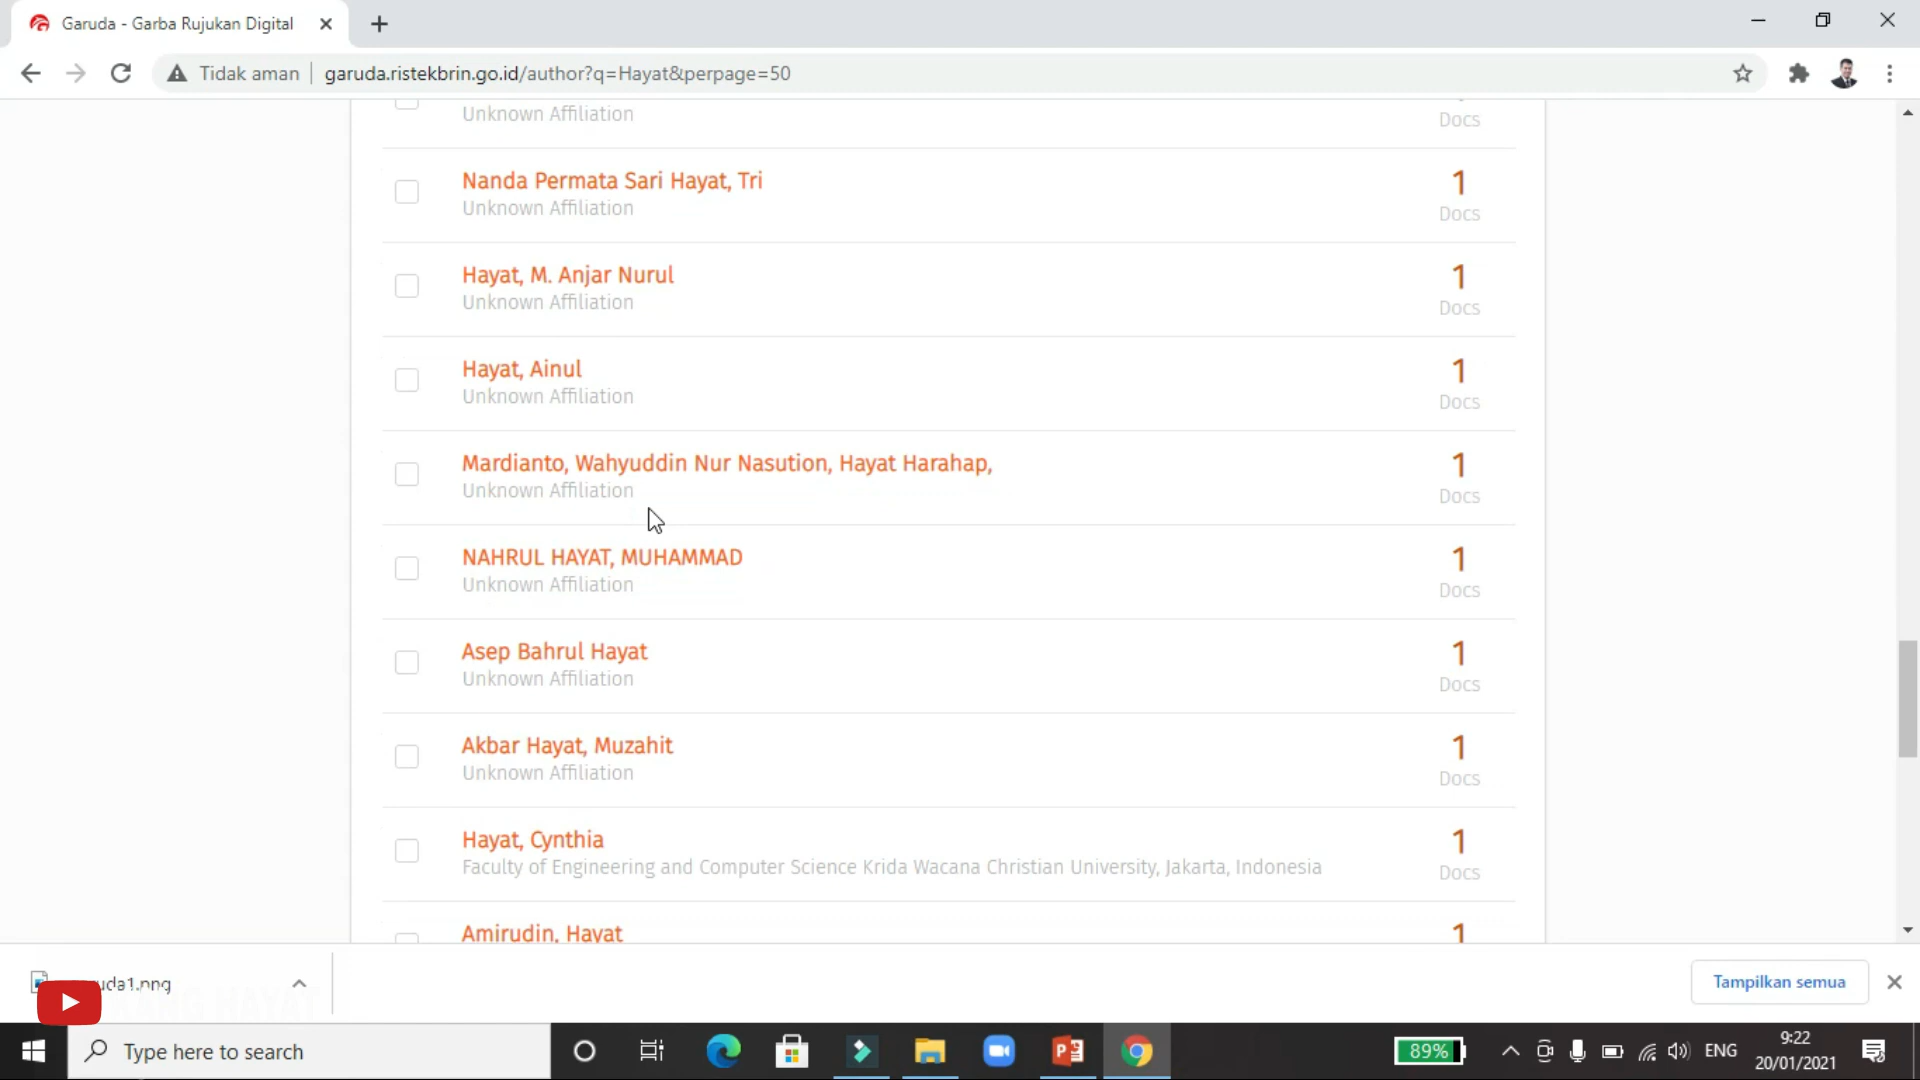 Garuda - Garba Rujukan Digital
Tidak aman garuda.ristekbrin.go.id/author?q=Hayat&perpage=50
Unknown Affiliation
Docs
Nanda Permata Sari Hayat, Tri
Unknown Affiliation
1
Docs
Hayat, M. Anjar Nurul
Unknown Affiliation
1
Docs
Hayat, Ainul
Unknown Affiliation
1
Docs
Mardianto, Wahyuddin Nur Nasution, Hayat Harahap,
Unknown Affiliation
1
Docs
NAHRUL HAYAT, MUHAMMAD
Unknown Affiliation
1
Docs
Asep Bahrul Hayat
Unknown Affiliation
1
Docs
Akbar Hayat, Muzahit
Unknown Affiliation
1
Docs
Hayat, Cynthia
Faculty of Engineering and Computer Science Krida Wacana Christian University, Jakarta, Indonesia
1
Docs
Amirudin, Hayat
1
uda1.png
HAYAT
Tampilkan semua
Type here to search
89%
ENG
9:22
20/01/2021